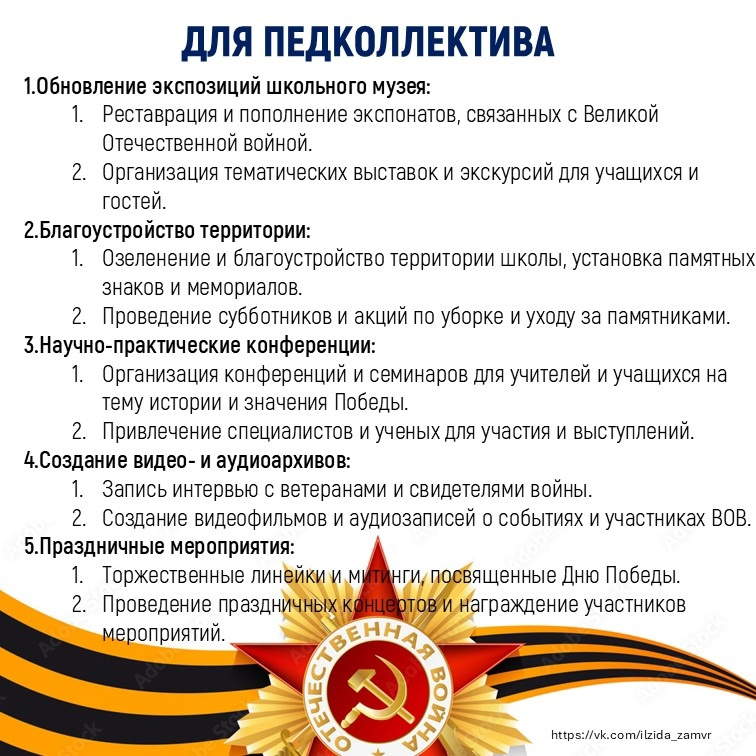 ДЛЯ ПЕДКОЛЛЕКТИВА
1.Обновление экспозиций школьного музея:
1. Реставрация и пополнение экспонатов, связанных с Великой
Отечественной войной.
2. Организация тематических выставок и экскурсий для учащихся и
гостей.
2.Благоустройство территории:
1. Озеленение и благоустройство территории школы, установка памятных
знаков и мемориалов.
2. Проведение субботников и акций по уборке и уходу за памятниками.
3.Научно-практические конференции:
1. Организация конференций и семинаров для учителей и учащихся на
тему истории и значения Победы.
2. Привлечение специалистов и ученых для участия и выступлений.
4.Создание видео- и аудиоархивов:
1. Запись интервью с ветеранами и свидетелями войны.
2. Создание видеофильмов и аудиозаписей о событиях и участниках ВОВ.
5.Праздничные мероприятия:
1. Торжественные линейки и митинги, посвященные Дню Победы.
2. Проведение праздничных концертов и награждение участников
мероприятий.
ОТЕЧЕСТВЕННАЯ ВОЙНА
https://vk.com/ilzida_zamvr